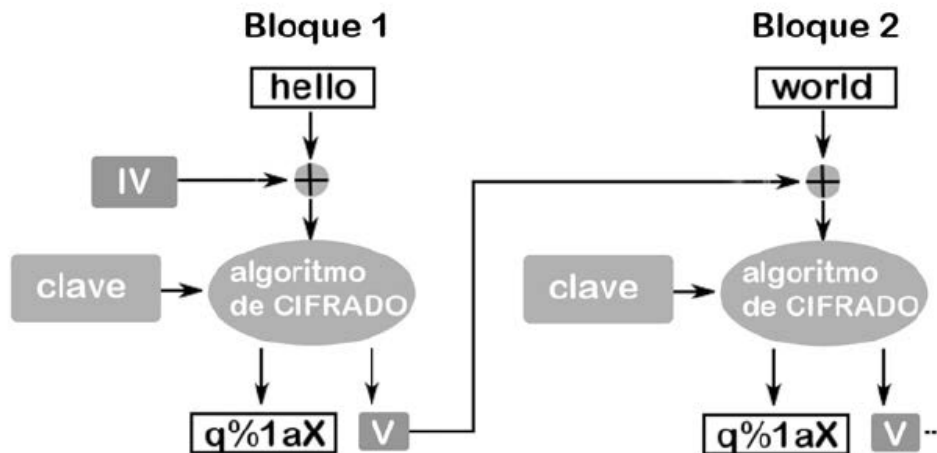 Bloque 1
Bloque 2
hello
world
IV
clave
algoritmo
de CIFRADO
clave
algoritmo
de CIFRADO
q%1aX
V
q%1aX
V